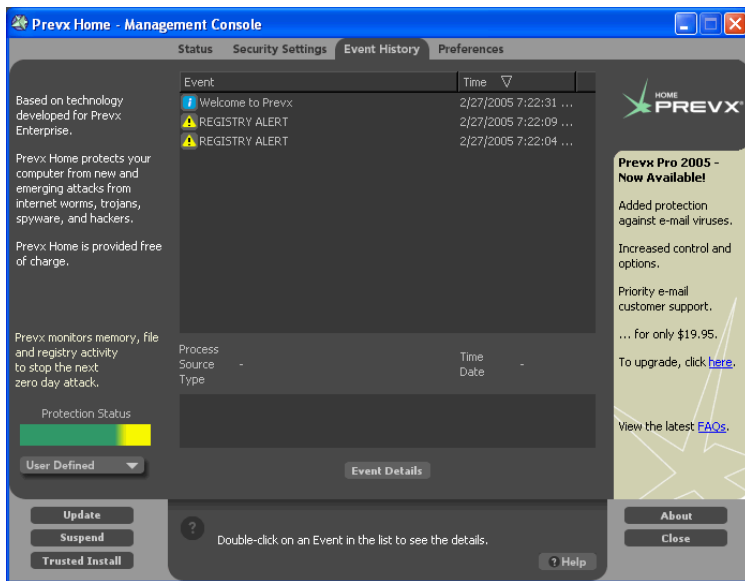 Prevx Home - Management Console
Status Security Settings Event History Preferences
Based on technology
developed for Prevx
Enterprise.
Prevx Home protects your
computer from new and
emerging attacks from
internet worms, trojans,
spyware, and hackers.
Prevx Home is provided free
of charge.
Prevx monitors memory, file
and registry activity
to stop the next
zero day attack.
Protection Status
User Defined
Event Time
Welcome to Prevx 2/27/2005 7:22:31 ...
REGISTRY ALERT 2/27/2005 7:22:09 ...
REGISTRY ALERT 2/27/2005 7:22:04 ...
Process
Source -
Type
Time
Date -
Event Details
HOME
PREVX
Prevx Pro 2005 -
Now Available!
Added protection
against e-mail viruses.
Increased control and
options.
Priority e-mail
customer support.
... for only $19.95.
To upgrade, click here.
View the latest FAQs.
Update
Suspend
Trusted Install
?
Double-click on an Event in the list to see the details.
? Help
About
Close